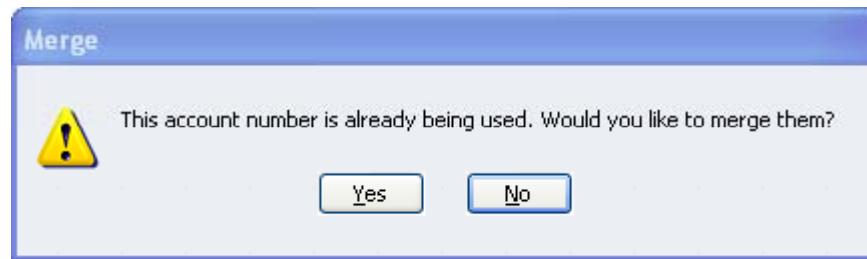 Merge
This account number is already being used. Would you like to merge them?
Yes
No